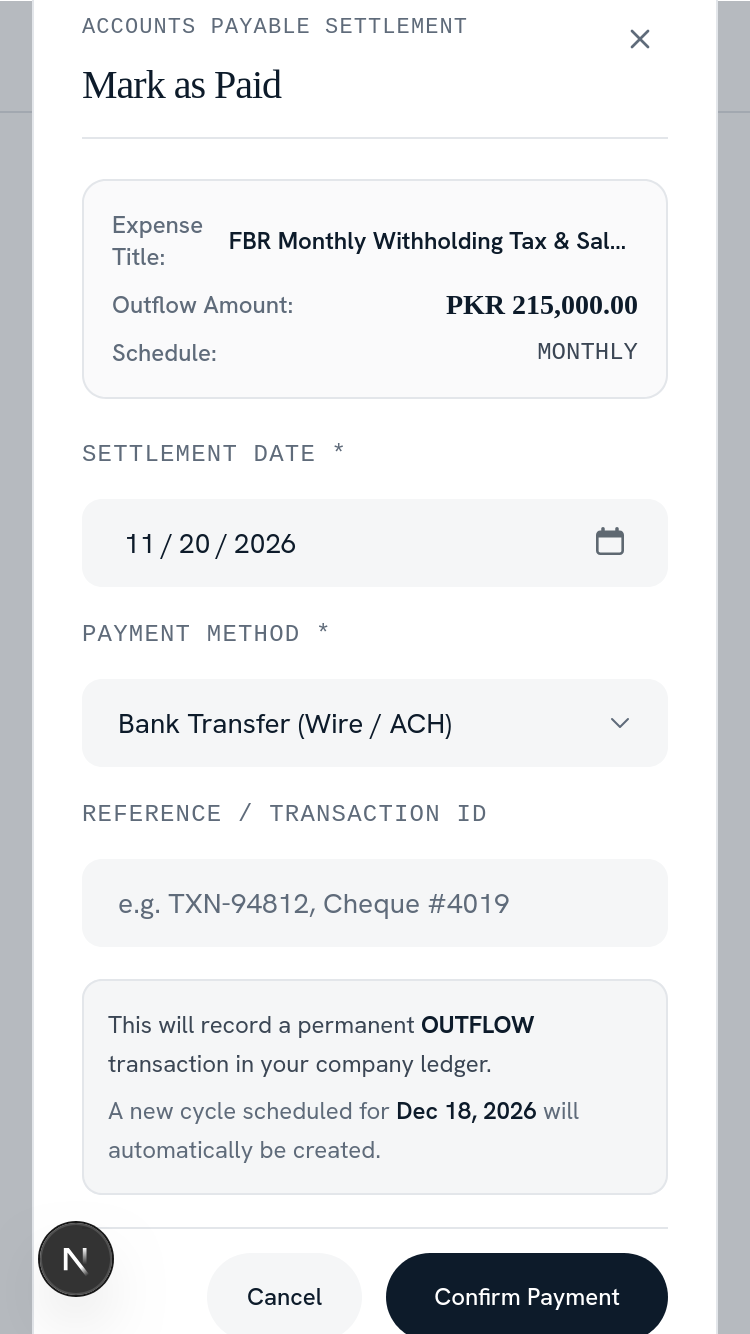 ACCOUNTS PAYABLE SETTLEMENT
Mark as Paid
Expense Title: FBR Monthly Withholding Tax & Sal...
Outflow Amount: PKR 215,000.00
Schedule: MONTHLY
SETTLEMENT DATE *
11 / 20 / 2026
PAYMENT METHOD *
Bank Transfer (Wire / ACH)
REFERENCE / TRANSACTION ID
e.g. TXN-94812, Cheque #4019
This will record a permanent OUTFLOW
transaction in your company ledger.
A new cycle scheduled for Dec 18, 2026 will
automatically be created.
N
Cancel Confirm Payment